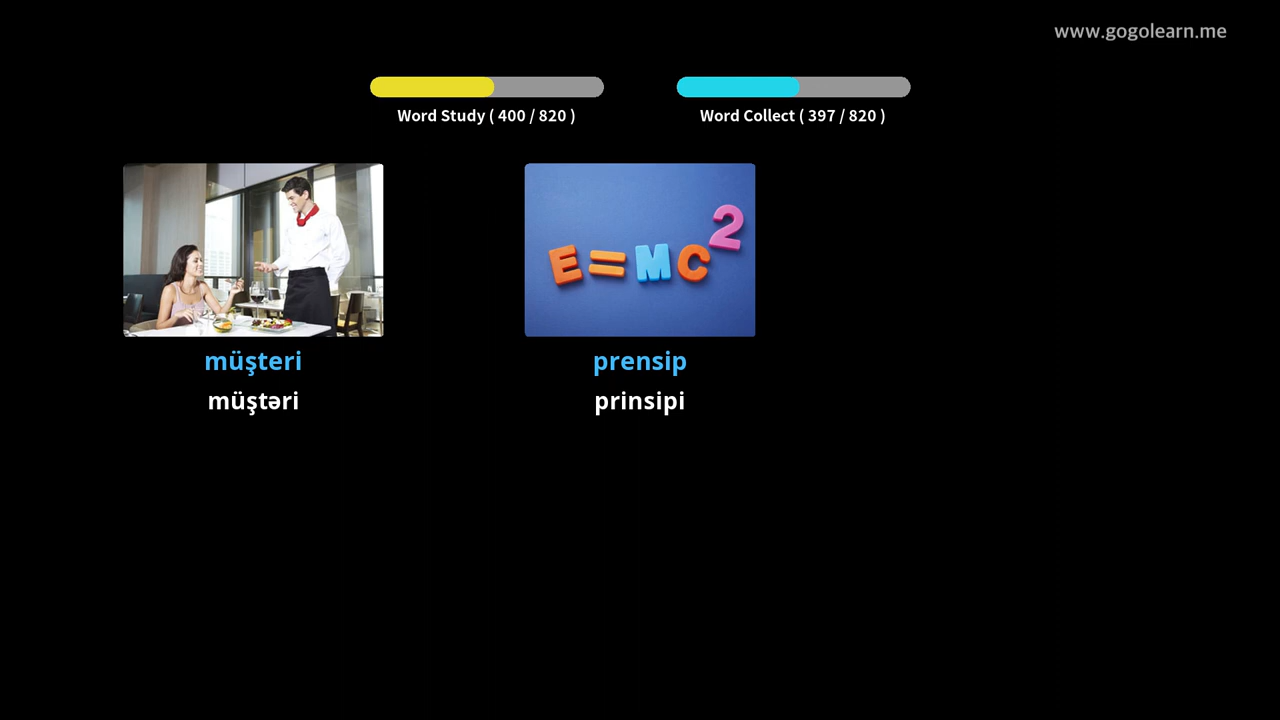 www.gogolearn.me
Word Study ( 400 / 820 )
Word Collect ( 397 / 820 )
E=MC2
müşteri
müştəri
prensip
prinsipi